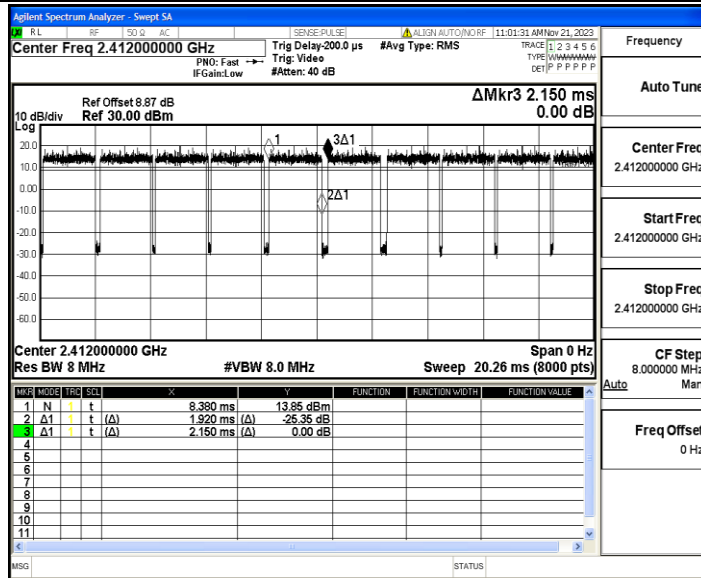 Agilent Spectrum Analyzer - Swept SA
RL RF 50 Ω AC SENSE:PULSE ALIGN AUTO/NO RF 11:01:31 AM Nov 21, 2023
Center Freq 2.412000000 GHz
PNO: Fast
IFGain:Low
Trig Delay-200.0 µs
Trig: Video
#Atten: 40 dB
#Avg Type: RMS
TRACE 1 2 3 4 5 6
TYPE WWWWWW
DET P P P P P P
Frequency
Auto Tune
Center Freq
2.412000000 GHz
Start Freq
2.412000000 GHz
Stop Freq
2.412000000 GHz
CF Step
8.000000 MHz
Auto Man
Freq Offset
0 Hz
ΔMkr3 2.150 ms
0.00 dB
Ref Offset 8.87 dB
10 dB/div Ref 30.00 dBm
Log
20.0
10.0
0.00
-10.0
-20.0
-30.0
-40.0
-50.0
-60.0
1
3Δ1
2Δ1
Center 2.412000000 GHz Span 0 Hz
Res BW 8 MHz #VBW 8.0 MHz Sweep 20.26 ms (8000 pts)
MKR MODE TRC SCL X Y FUNCTION FUNCTION WIDTH FUNCTION VALUE
1 N 1 t 8.380 ms 13.85 dBm
2 Δ1 1 t (Δ) 1.920 ms (Δ) -25.35 dB
3 Δ1 1 t (Δ) 2.150 ms (Δ) 0.00 dB
4
5
6
7
8
9
10
11
MSG STATUS